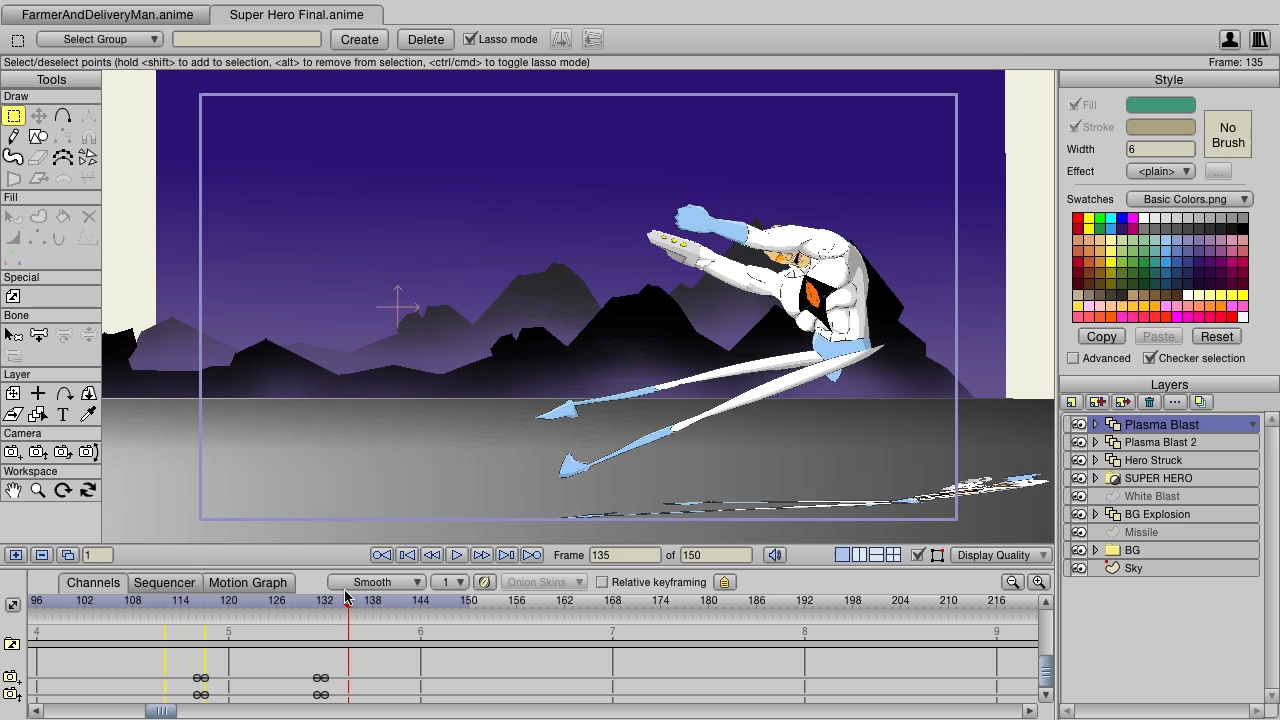 FarmerAndDeliveryMan.anime
Super Hero Final.anime
Select Group
Create
Delete
Lasso mode
Select/deselect points (hold <shift> to add to selection, <alt> to remove from selection, <ctrl/cmd> to toggle lasso mode)
Frame: 135
Tools
Draw
Fill
Special
Bone
Layer
Camera
Workspace
Style
Fill
Stroke
No
Brush
Width
6
Effect
<plain>
...
Swatches
Basic Colors.png
Copy
Paste
Reset
Advanced
Checker selection
Layers
Plasma Blast
Plasma Blast 2
Hero Struck
SUPER HERO
White Blast
BG Explosion
Missile
BG
Sky
1
Frame
135
of
150
Display Quality
Channels
Sequencer
Motion Graph
Smooth
1
Onion Skins
Relative keyframing
96 102 108 114 120 126 132 138 144 150 156 162 168 174 180 186 192 198 204 210 216
4 5 6 7 8 9